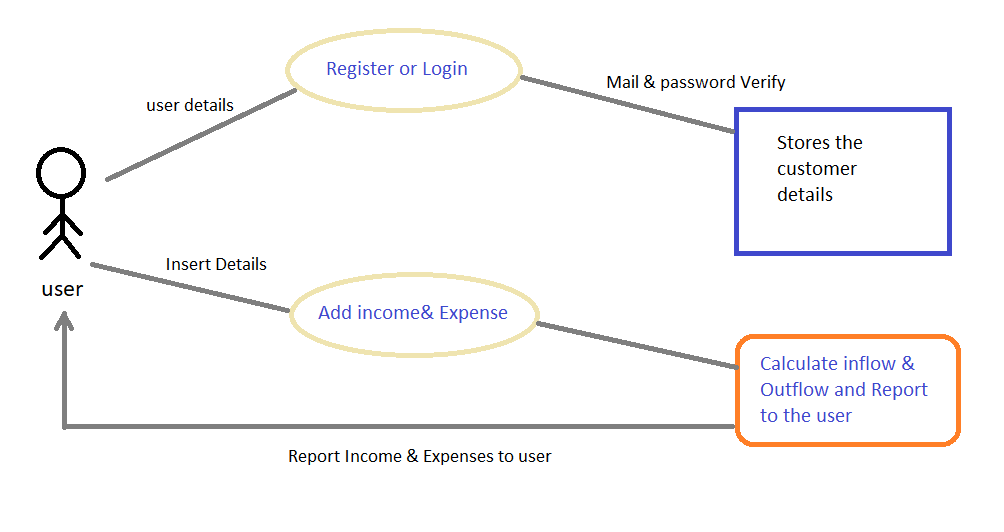 Register or Login
Mail & password Verify
user details
Stores the
customer
details
Insert Details
user
Add income& Expense
Calculate inflow &
Outflow and Report
to the user
Report Income & Expenses to user